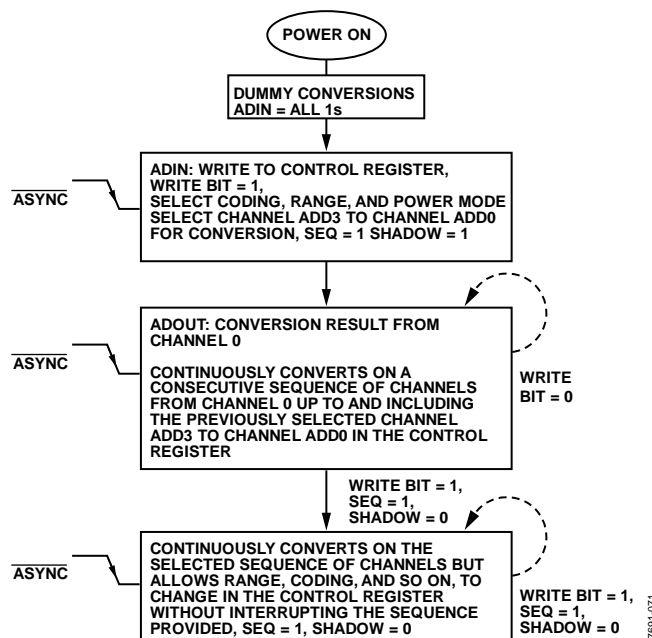 POWER ON
DUMMY CONVERSIONS
ADIN = ALL 1s
ASYNC
ADIN: WRITE TO CONTROL REGISTER,
WRITE BIT = 1,
SELECT CODING, RANGE, AND POWER MODE
SELECT CHANNEL ADD3 TO CHANNEL ADD0
FOR CONVERSION, SEQ = 1 SHADOW = 1
ASYNC
ADOUT: CONVERSION RESULT FROM
CHANNEL 0
CONTINUOUSLY CONVERTS ON A
CONSECUTIVE SEQUENCE OF CHANNELS
FROM CHANNEL 0 UP TO AND INCLUDING
THE PREVIOUSLY SELECTED CHANNEL
ADD3 TO CHANNEL ADD0 IN THE CONTROL
REGISTER
WRITE
BIT = 0
WRITE BIT = 1,
SEQ = 1,
SHADOW = 0
ASYNC
CONTINUOUSLY CONVERTS ON THE
SELECTED SEQUENCE OF CHANNELS BUT
ALLOWS RANGE, CODING, AND SO ON, TO
CHANGE IN THE CONTROL REGISTER
WITHOUT INTERRUPTING THE SEQUENCE
PROVIDED, SEQ = 1, SHADOW = 0
WRITE BIT = 1,
SEQ = 1,
SHADOW = 0